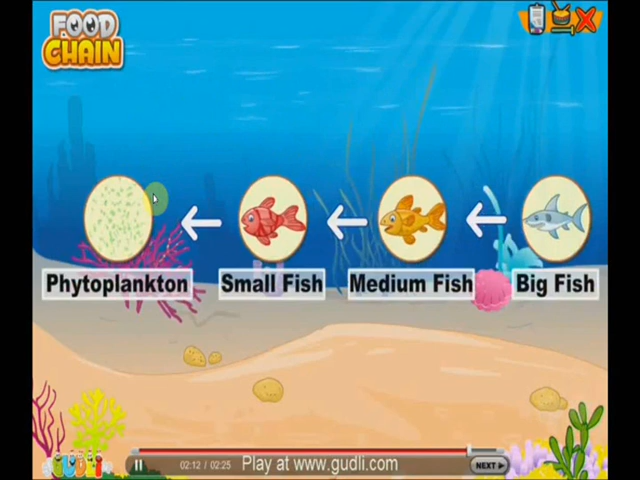 FOOD
CHAIN
Phytoplankton
Small Fish
Medium Fish
Big Fish
gudli
02:12 / 02:25
Play at www.gudli.com
NEXT